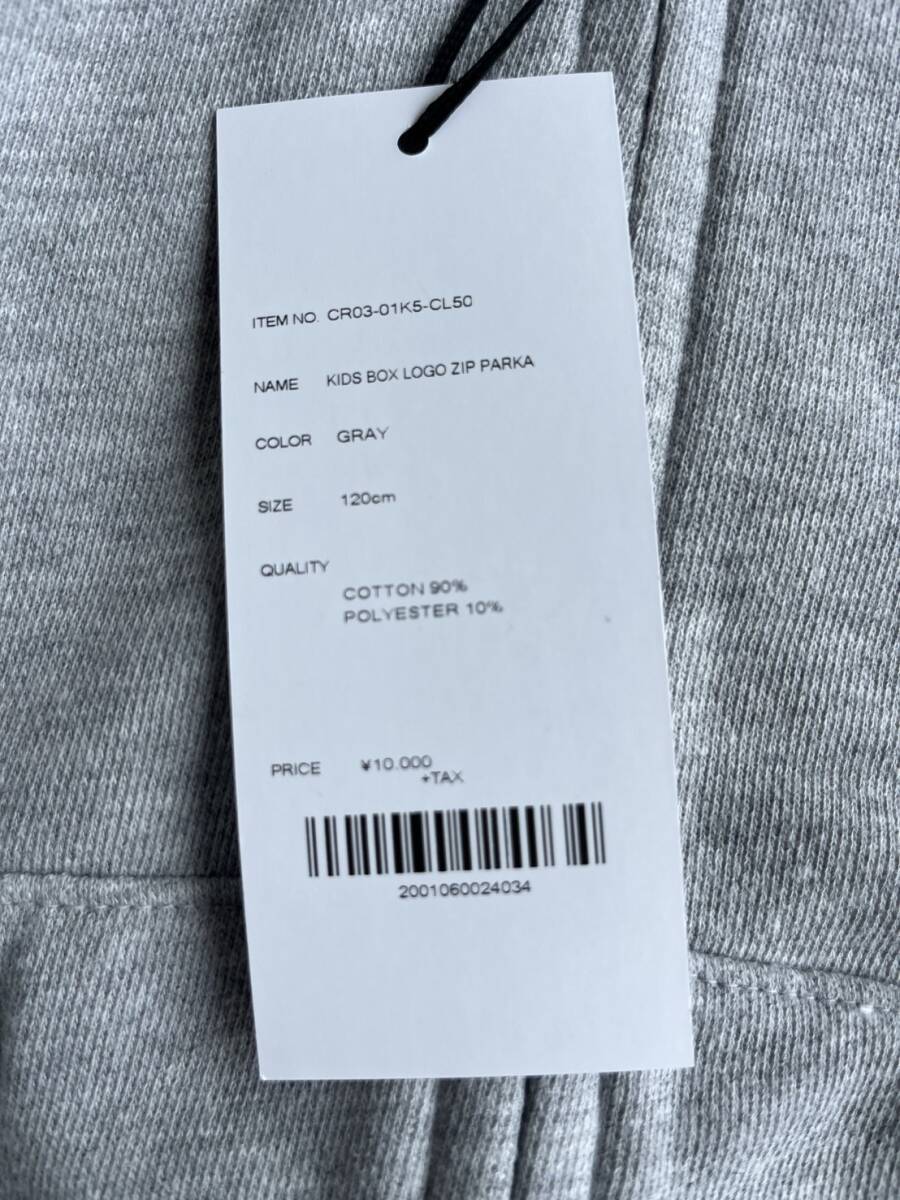 ITEM NO. CR03-01K5-CL50
NAME KIDS BOX LOGO ZIP PARKA
COLOR GRAY
SIZE 120cm
QUALITY
COTTON 90%
POLYESTER 10%
PRICE ¥10.000
+TAX
2001060024034